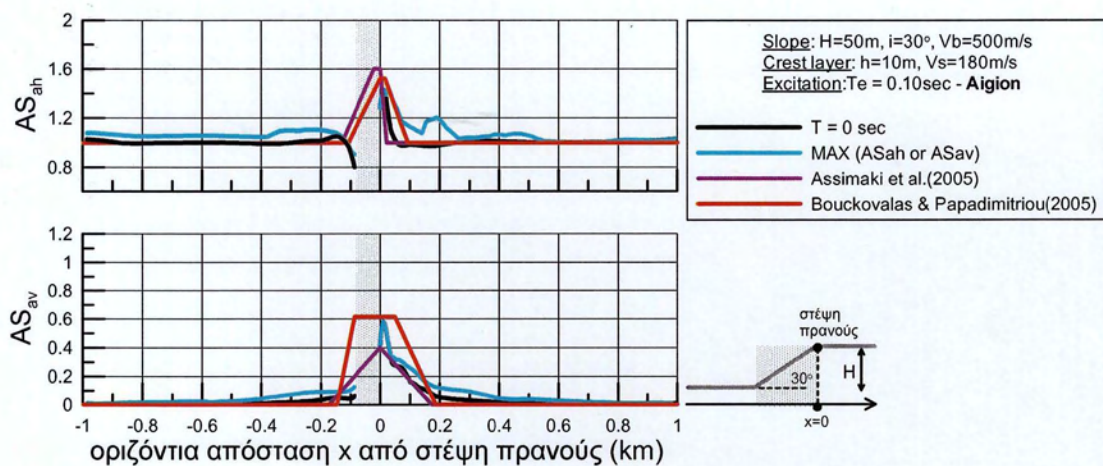 2
1.6
1.2
0.8
AS_ah
Slope: H=50m, i=30°, Vb=500m/s
Crest layer: h=10m, Vs=180m/s
Excitation:Te = 0.10sec - Aigion
T = 0 sec
MAX (ASah or ASav)
Assimaki et al.(2005)
Bouckovalas & Papadimitriou(2005)
1.2
1
0.8
0.6
0.4
0.2
0
AS_av
-1 -0.8 -0.6 -0.4 -0.2 0 0.2 0.4 0.6 0.8 1
οριζόντια απόσταση x από στέψη πρανούς (km)
στέψη
πρανούς
30°
H
x=0